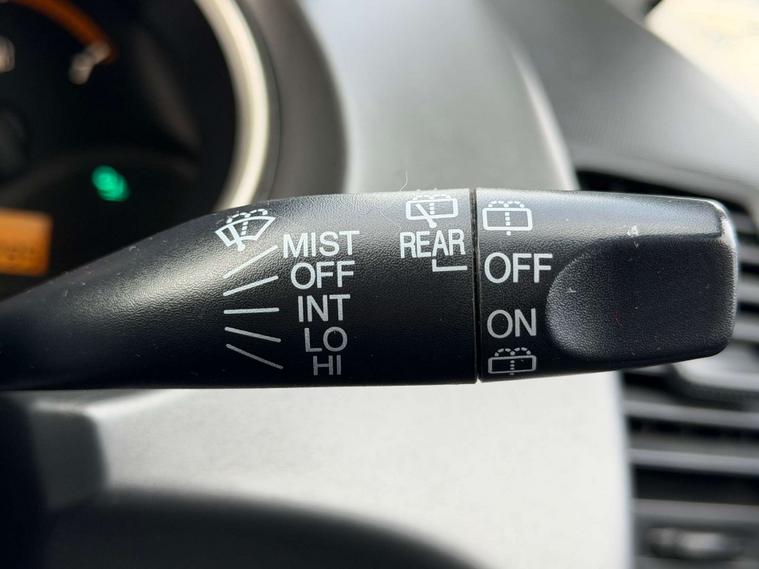 MIST
OFF
INT
LO
HI
REAR
OFF
ON